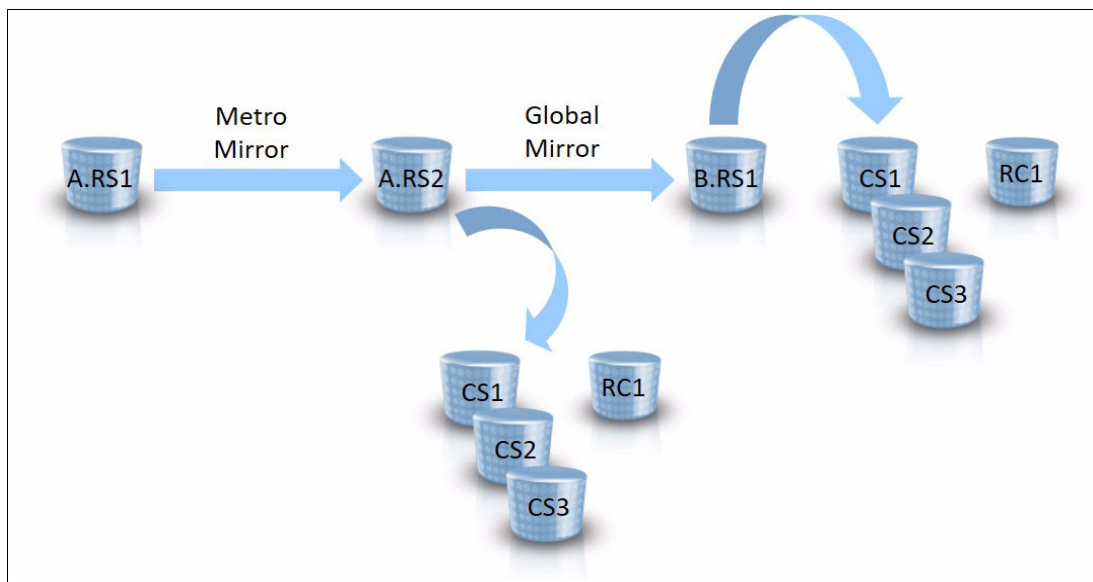 Metro
Mirror
Global
Mirror
A.RS1
A.RS2
B.RS1
CS1
RC1
CS2
CS3
CS1
RC1
CS2
CS3